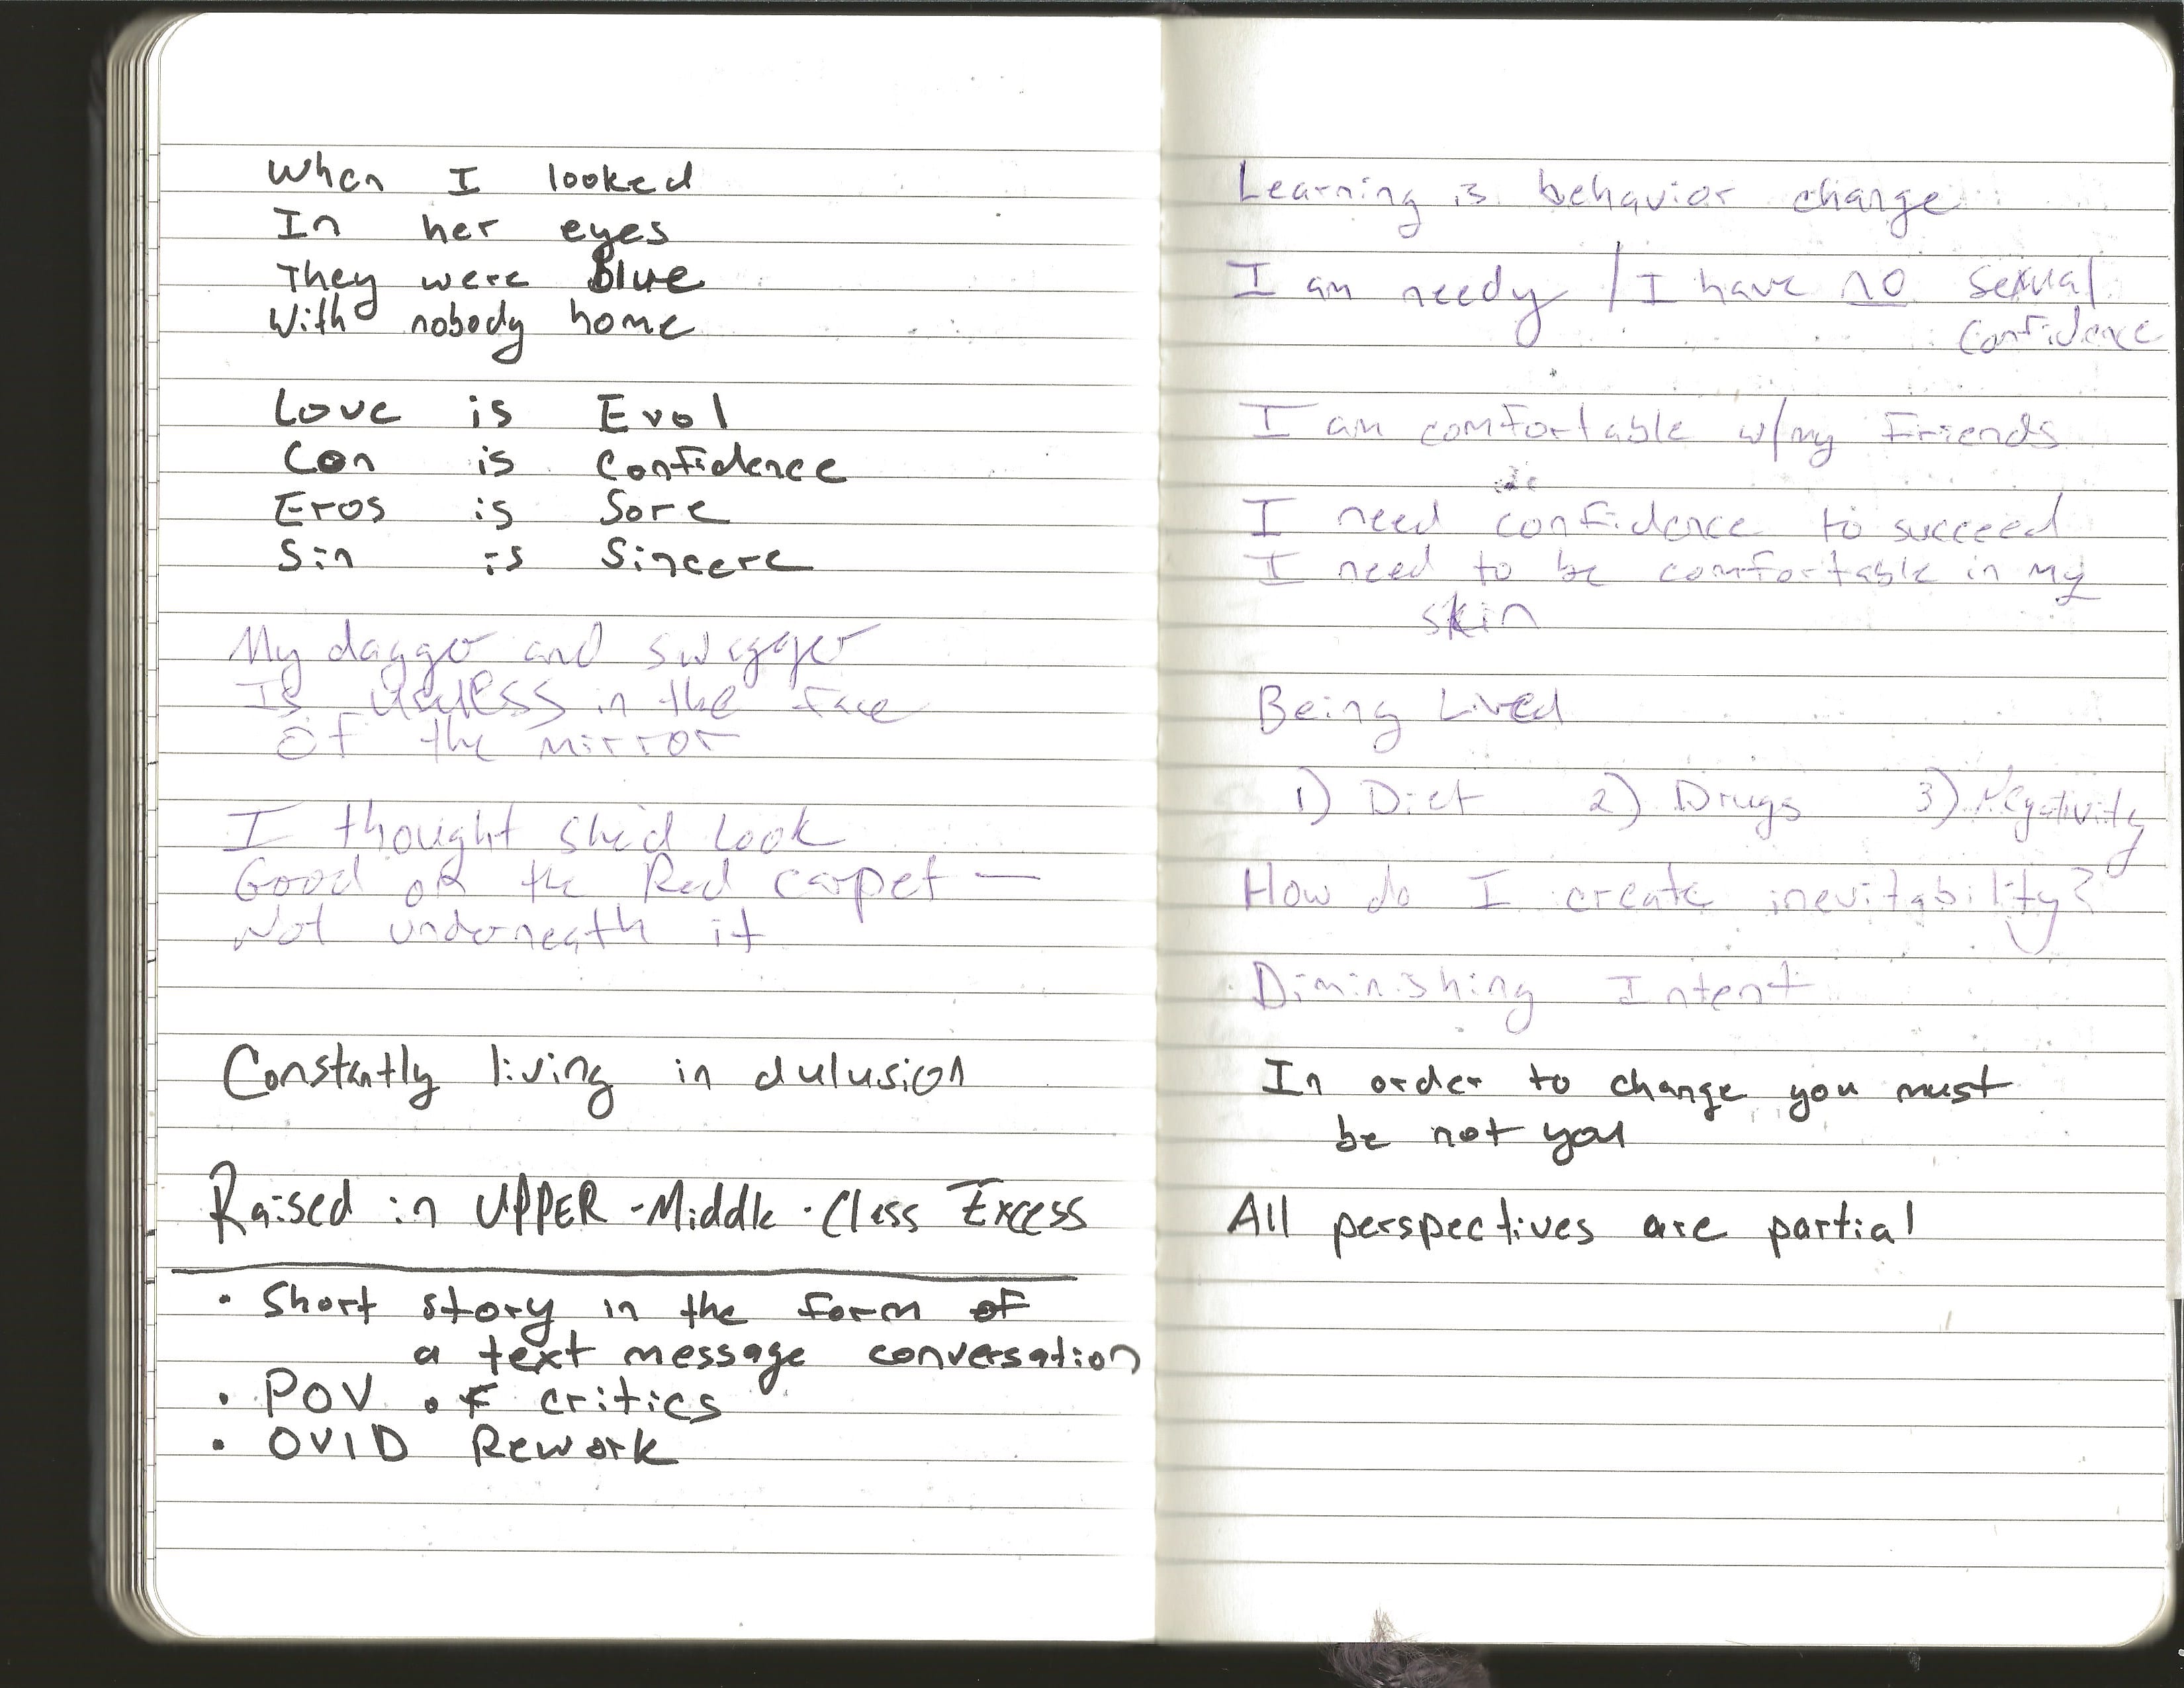 When I looked
In her eyes
They were Blue
With nobody home
Love is Evol
Con is Confidence
Eros is Sore
Sin is Sincere
My dagger and swagger
Is useless in the face
Of the mirror
I thought she'd look
Good on the Red carpet —
Not underneath it
Constantly living in dulusion
Raised in UPPER-Middle-Class Excess
• Short story in the form of
a text message conversation
• POV of critics
• OVID Rework
Learning is behavior change
I am needy / I have no sexual
confidence
I am comfortable w/my Friends
I need confidence to succeed
I need to be comfortable in my
skin
Being Lived
1) Diet 2) Drugs 3) Negativity
How do I create inevitability?
Diminishing Intent
In order to change you must
be not you
All perspectives are partial